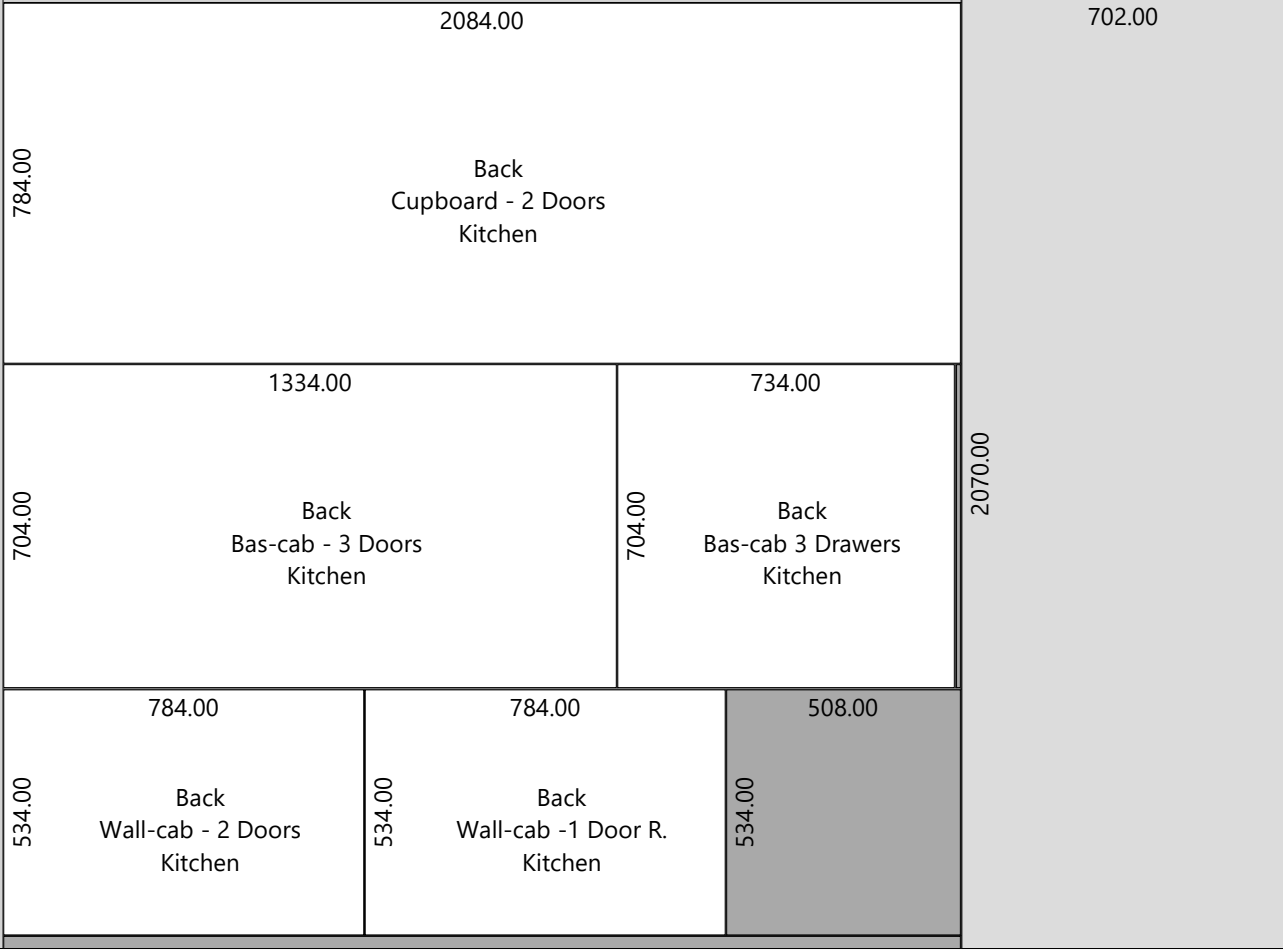 2084.00
702.00
784.00
Back
Cupboard - 2 Doors
Kitchen
1334.00
734.00
2070.00
704.00
Back
Bas-cab - 3 Doors
Kitchen
704.00
Back
Bas-cab 3 Drawers
Kitchen
784.00
784.00
508.00
534.00
Back
Wall-cab - 2 Doors
Kitchen
534.00
Back
Wall-cab -1 Door R.
Kitchen
534.00